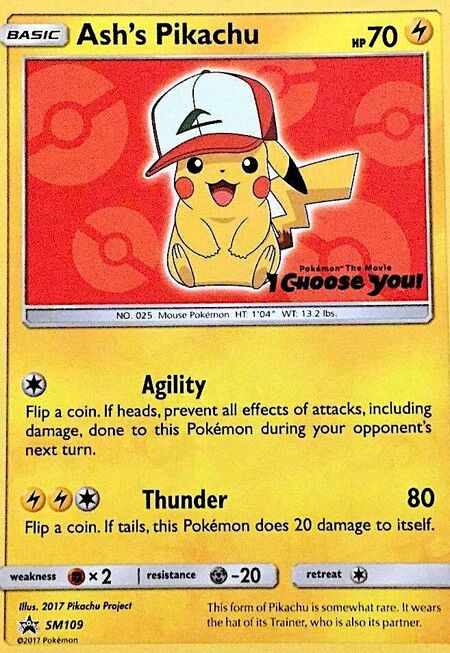 BASIC Ash's Pikachu HP70
Pokémon The Movie
I Choose You!
NO. 025 Mouse Pokémon HT: 1'04" WT: 13.2 lbs.
Agility
Flip a coin. If heads, prevent all effects of attacks, including
damage, done to this Pokémon during your opponent's
next turn.
Thunder 80
Flip a coin. If tails, this Pokémon does 20 damage to itself.
weakness ×2 resistance -20 retreat
Illus. 2017 Pikachu Project
SM109
©2017 Pokémon
This form of Pikachu is somewhat rare. It wears
the hat of its Trainer, who is also its partner.